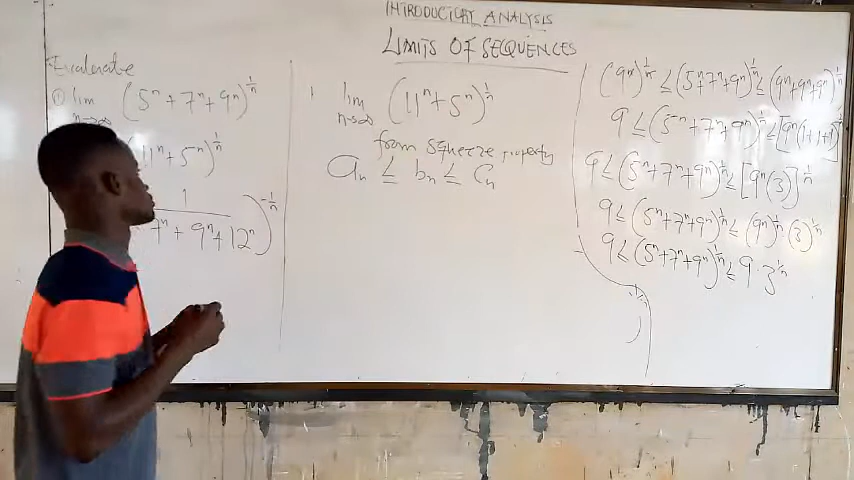 INTRODUCTORY ANALYSIS
LIMITS OF SEQUENCES
Evaluate
① lim n→∞ (5ⁿ + 7ⁿ + 9ⁿ)^(1/n)
11ⁿ + 5ⁿ)^(1/n)
1 / 7ⁿ + 9ⁿ + 12ⁿ)^(-1/n)
lim n→∞ (11ⁿ + 5ⁿ)^(1/n)
from squeeze property
aₙ ≤ bₙ ≤ cₙ
(9ⁿ)^(1/n) ≤ (5ⁿ+7ⁿ+9ⁿ)^(1/n) ≤ (9ⁿ+9ⁿ+9ⁿ)^(1/n)
9 ≤ (5ⁿ+7ⁿ+9ⁿ)^(1/n) ≤ [9ⁿ(1+1+1)]^(1/n)
9 ≤ (5ⁿ+7ⁿ+9ⁿ)^(1/n) ≤ [9ⁿ(3)]^(1/n)
9 ≤ (5ⁿ+7ⁿ+9ⁿ)^(1/n) ≤ (9ⁿ)^(1/n) (3)^(1/n)
9 ≤ (5ⁿ+7ⁿ+9ⁿ)^(1/n) ≤ 9·3^(1/n)